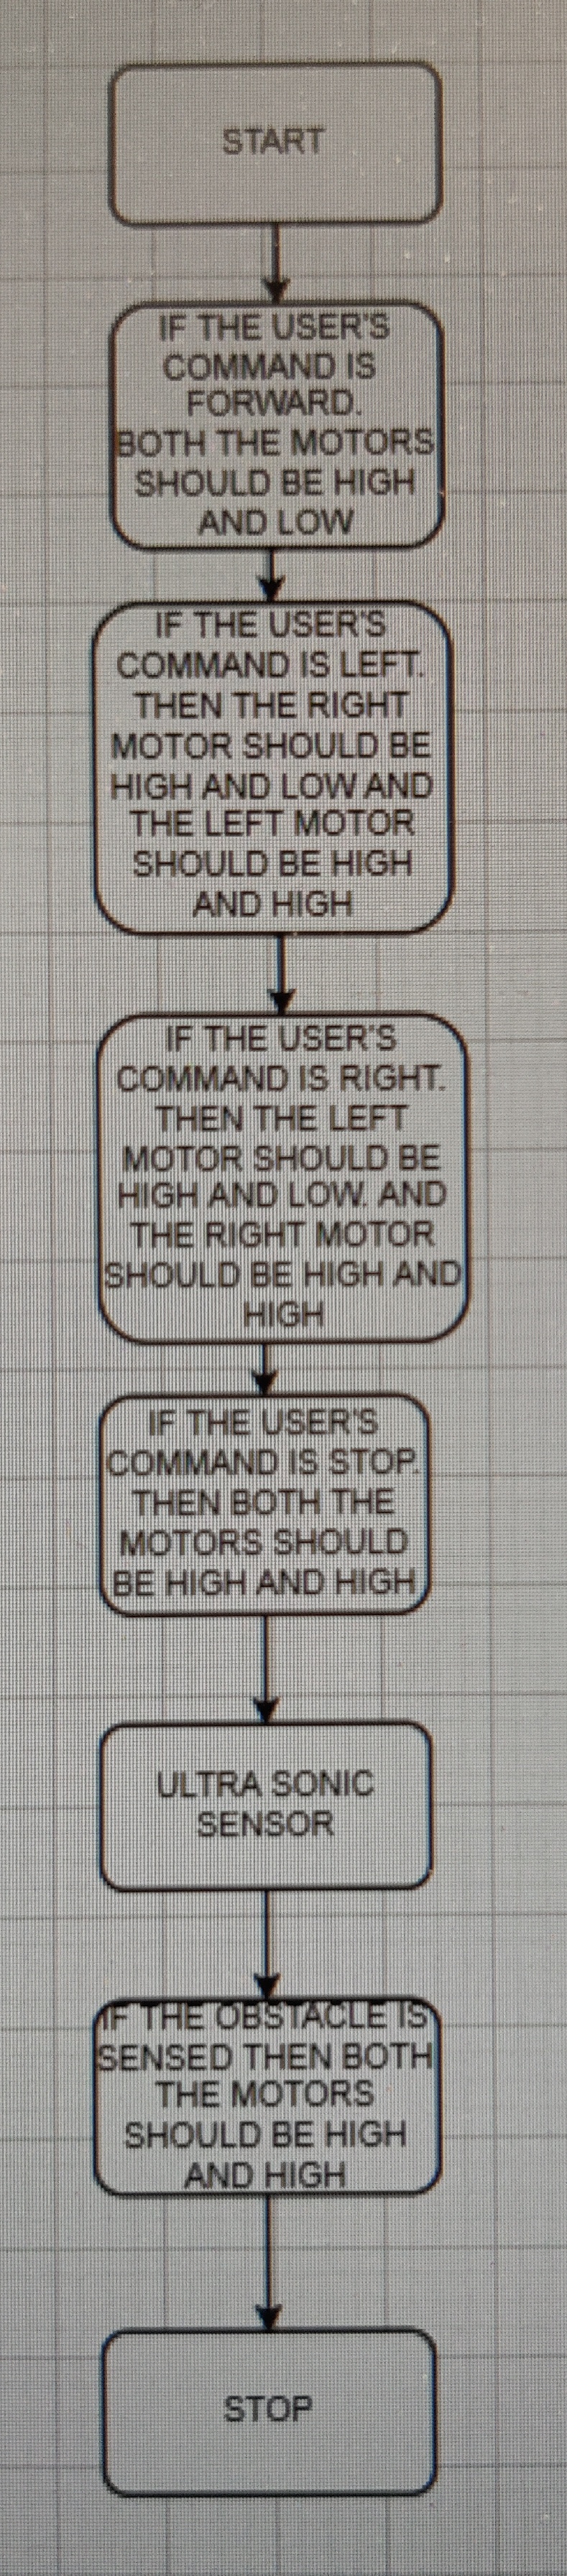 START
IF THE USER'S
COMMAND IS
FORWARD.
BOTH THE MOTORS
SHOULD BE HIGH
AND LOW
IF THE USER'S
COMMAND IS LEFT.
THEN THE RIGHT
MOTOR SHOULD BE
HIGH AND LOW AND
THE LEFT MOTOR
SHOULD BE HIGH
AND HIGH
IF THE USER'S
COMMAND IS RIGHT.
THEN THE LEFT
MOTOR SHOULD BE
HIGH AND LOW. AND
THE RIGHT MOTOR
SHOULD BE HIGH AND
HIGH
IF THE USER'S
COMMAND IS STOP.
THEN BOTH THE
MOTORS SHOULD
BE HIGH AND HIGH
ULTRA SONIC
SENSOR
IF THE OBSTACLE IS
SENSED THEN BOTH
THE MOTORS
SHOULD BE HIGH
AND HIGH
STOP